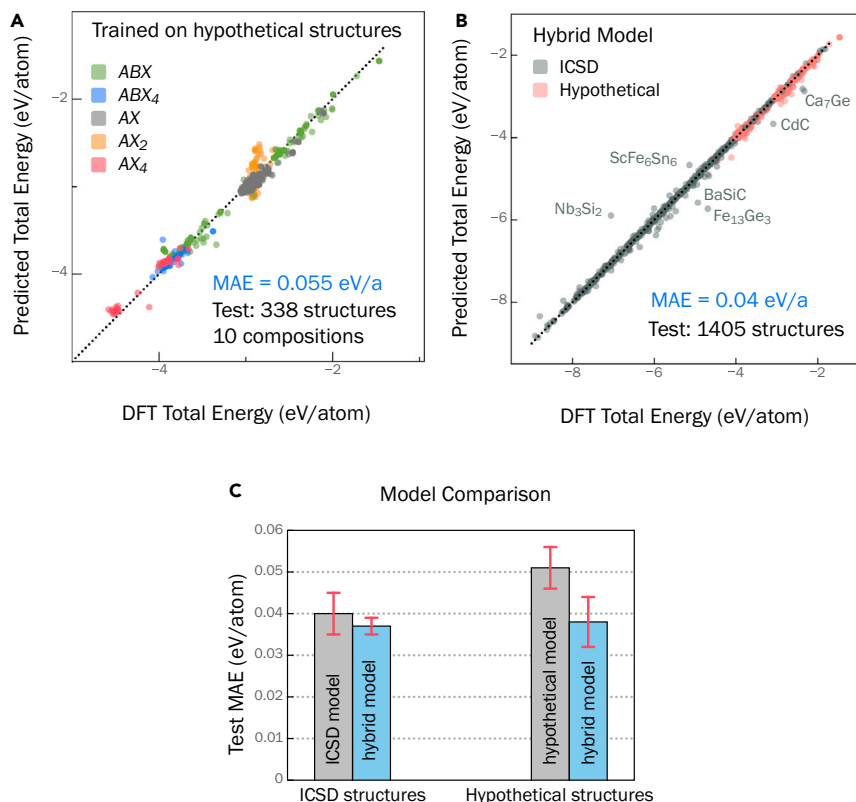 A
Trained on hypothetical structures
ABX
ABX₄
AX
AX₂
AX₄
−2
−4
−4
−2
MAE = 0.055 eV/a
Test: 338 structures
10 compositions
Predicted Total Energy (eV/atom)
DFT Total Energy (eV/atom)
B
Hybrid Model
ICSD
Hypothetical
Ca₇Ge
CdC
ScFe₆Sn₆
BaSiC
Nb₃Si₂
Fe₁₃Ge₃
−2
−4
−6
−8
−8
−6
−4
−2
MAE = 0.04 eV/a
Test: 1405 structures
Predicted Total Energy (eV/atom)
DFT Total Energy (eV/atom)
C
Model Comparison
0.06
0.05
0.04
0.03
0.02
0.01
0
Test MAE (eV/atom)
ICSD model
hybrid model
hypothetical model
hybrid model
ICSD structures
Hypothetical structures